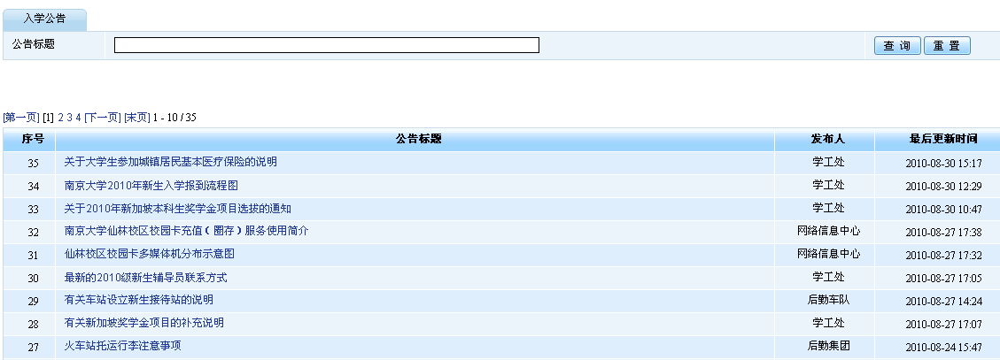 入学公告
公告标题 查 询 重 置
[第一页] [1] 2 3 4 [下一页] [末页] 1 - 10 / 35
序号 公告标题 发布人 最后更新时间
35 关于大学生参加城镇居民基本医疗保险的说明 学工处 2010-08-30 15:17
34 南京大学2010年新生入学报到流程图 学工处 2010-08-30 12:29
33 关于2010年新加坡本科生奖学金项目选拔的通知 学工处 2010-08-30 10:47
32 南京大学仙林校区校园卡充值（圈存）服务使用简介 网络信息中心 2010-08-27 17:38
31 仙林校区校园卡多媒体机分布示意图 网络信息中心 2010-08-27 17:32
30 最新的2010级新生辅导员联系方式 学工处 2010-08-27 17:05
29 有关车站设立新生接待站的说明 后勤车队 2010-08-27 14:24
28 有关新加坡奖学金项目的补充说明 学工处 2010-08-27 17:07
27 火车站托运行李注意事项 后勤集团 2010-08-24 15:47